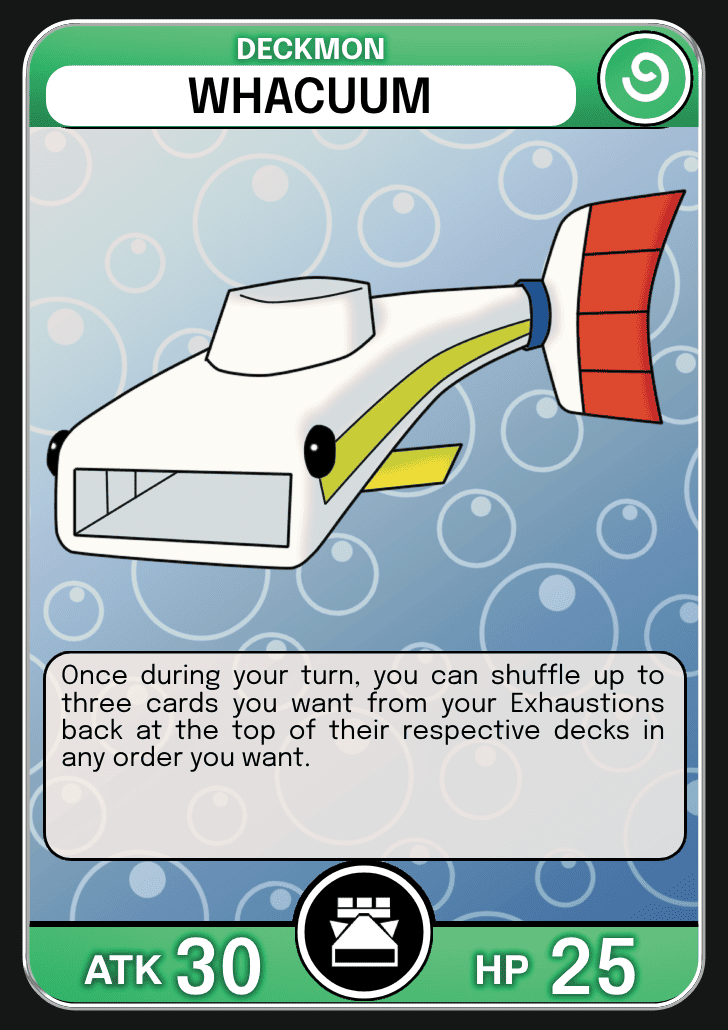 DECKMON
WHACUUM
Once during your turn, you can shuffle up to
three cards you want from your Exhaustions
back at the top of their respective decks in
any order you want.
ATK 30
HP 25